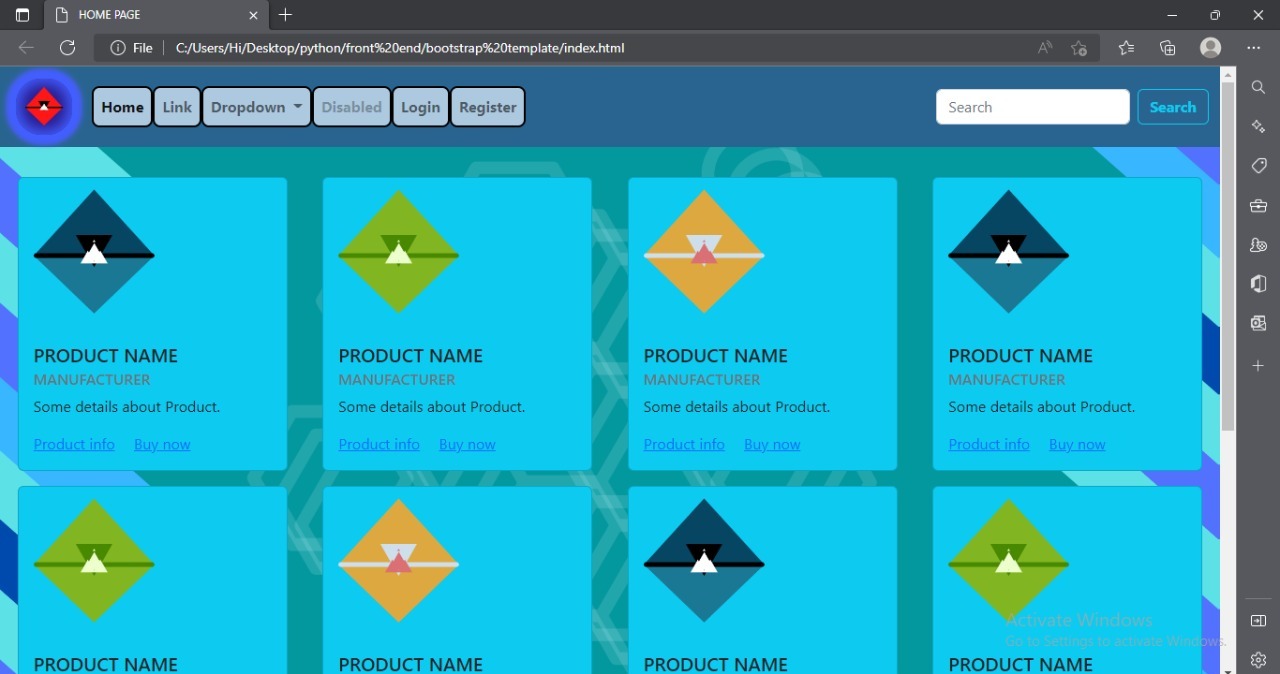 HOME PAGE
File
C:/Users/Hi/Desktop/python/front%20end/bootstrap%20template/index.html
Home Link Dropdown Disabled Login Register Search Search
PRODUCT NAME PRODUCT NAME PRODUCT NAME PRODUCT NAME
MANUFACTURER MANUFACTURER MANUFACTURER MANUFACTURER
Some details about Product. Some details about Product. Some details about Product. Some details about Product.
Product info Buy now Product info Buy now Product info Buy now Product info Buy now
Activate Windows
Go to Settings to activate Windows.
PRODUCT NAME PRODUCT NAME PRODUCT NAME PRODUCT NAME